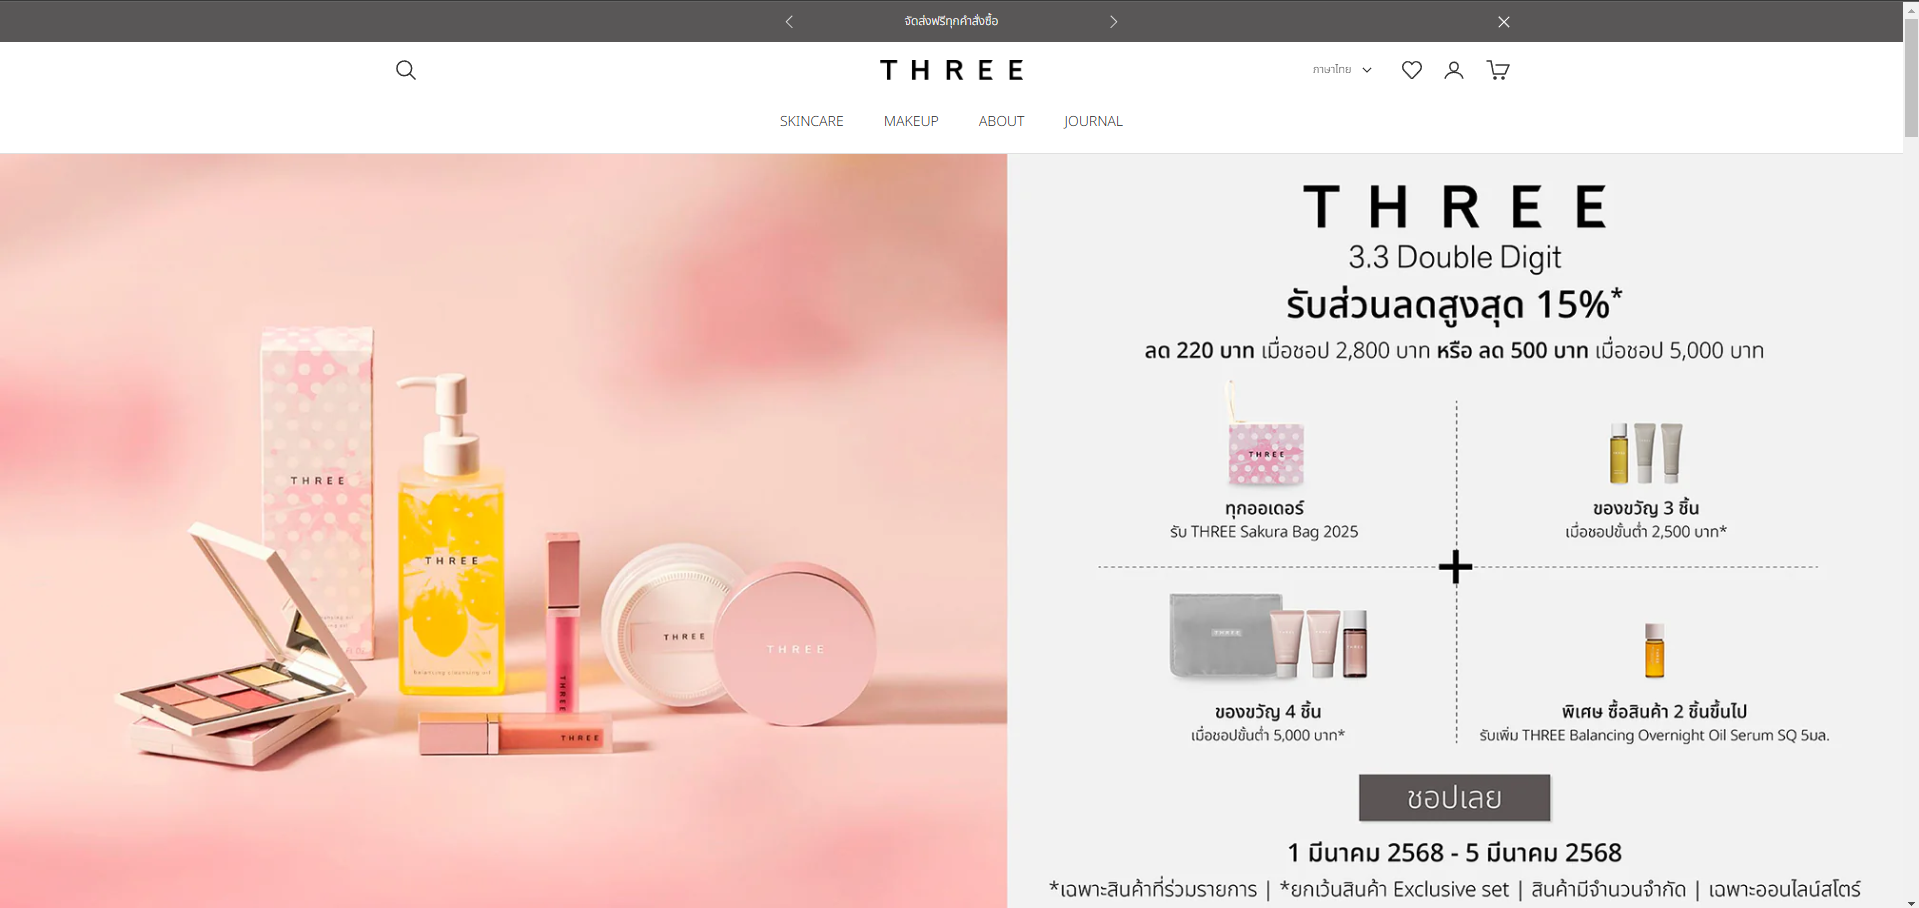 จัดส่งฟรีทุกคำสั่งซื้อ
THREE
ภาษาไทย
SKINCARE
MAKEUP
ABOUT
JOURNAL
THREE
THREE
balancing cleansing oil
THREE
THREE
THREE
THREE
THREE
3.3 Double Digit
รับส่วนลดสูงสุด 15%*
ลด 220 บาท เมื่อชอป 2,800 บาท หรือ ลด 500 บาท เมื่อชอป 5,000 บาท
THREE
ทุกออเดอร์
รับ THREE Sakura Bag 2025
ของขวัญ 3 ชิ้น
เมื่อชอปขั้นต่ำ 2,500 บาท*
THREE
ของขวัญ 4 ชิ้น
เมื่อชอปขั้นต่ำ 5,000 บาท*
พิเศษ ซื้อสินค้า 2 ชิ้นขึ้นไป
รับเพิ่ม THREE Balancing Overnight Oil Serum SQ 5มล.
ชอปเลย
1 มีนาคม 2568 - 5 มีนาคม 2568
*เฉพาะสินค้าที่ร่วมรายการ | *ยกเว้นสินค้า Exclusive set | สินค้ามีจำนวนจำกัด | เฉพาะออนไลน์สโตร์